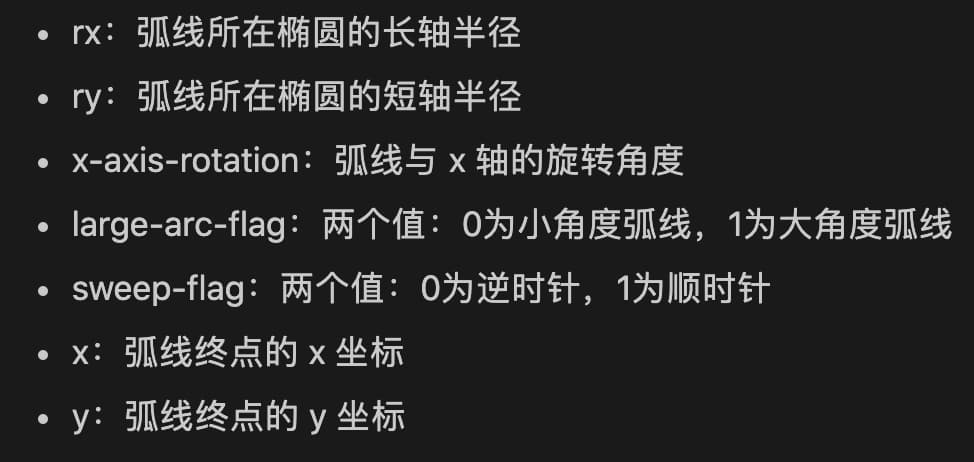 • rx：弧线所在椭圆的长轴半径
• ry：弧线所在椭圆的短轴半径
• x-axis-rotation：弧线与 x 轴的旋转角度
• large-arc-flag：两个值：0为小角度弧线，1为大角度弧线
• sweep-flag：两个值：0为逆时针，1为顺时针
• x：弧线终点的 x 坐标
• y：弧线终点的 y 坐标